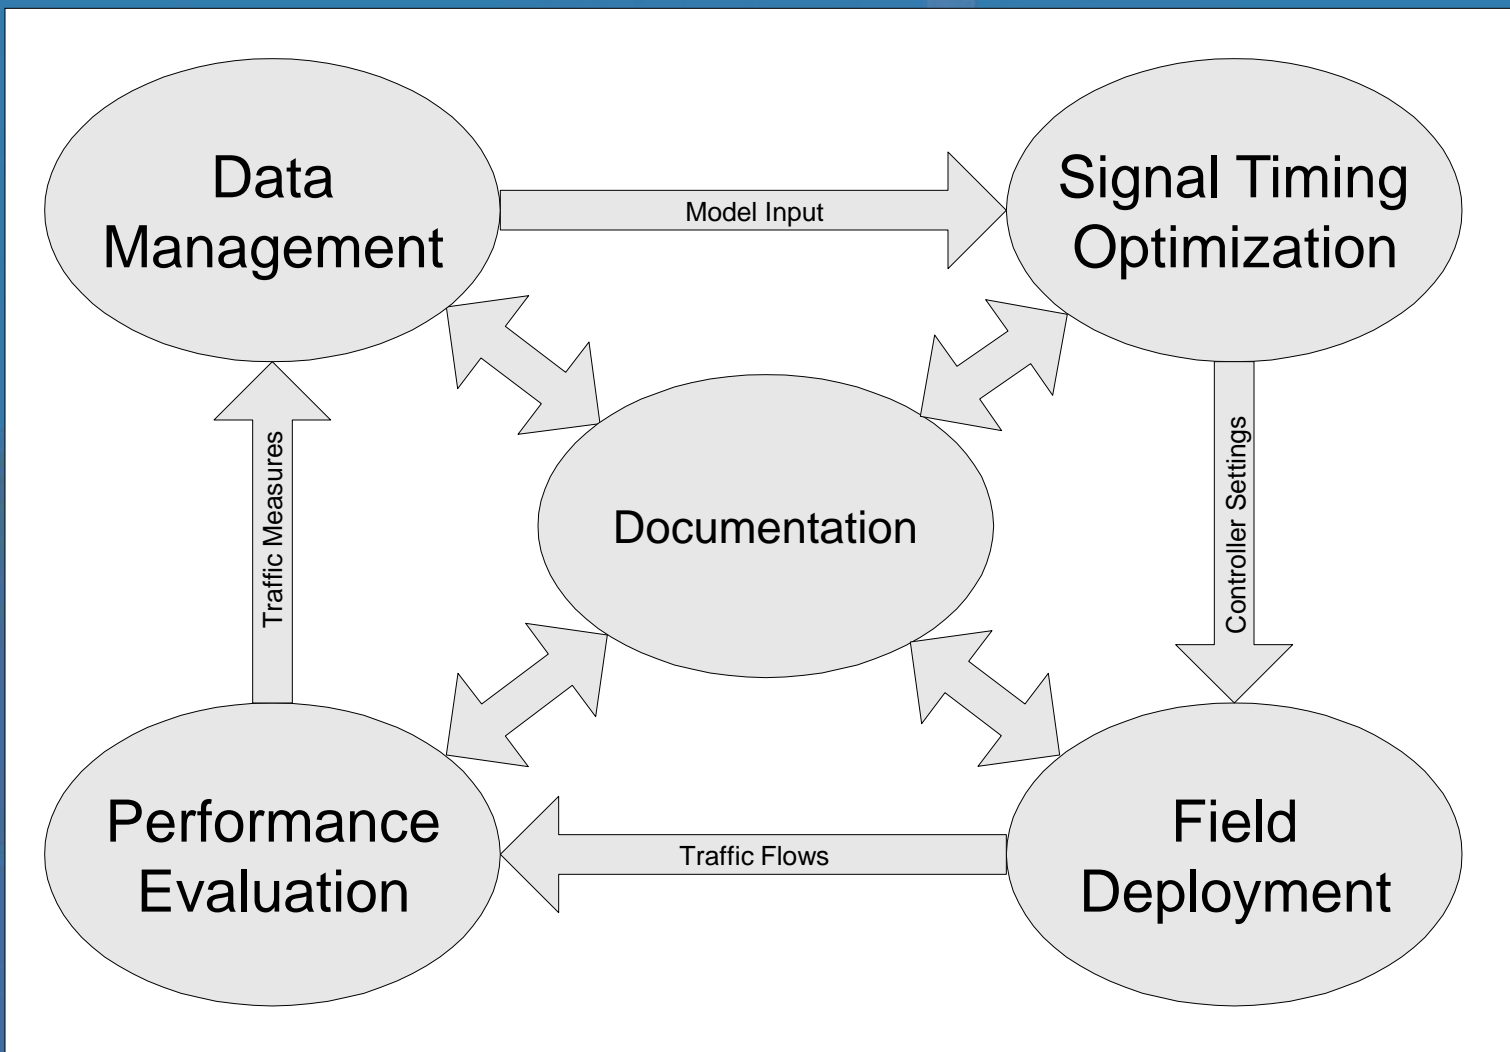 Data
Management
Model Input
Signal Timing
Optimization
Traffic Measures
Documentation
Controller Settings
Performance
Evaluation
Traffic Flows
Field
Deployment